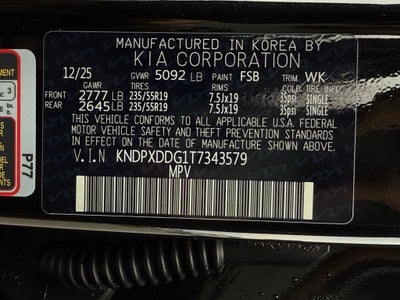 MANUFACTURED IN KOREA BY
KIA CORPORATION
12/25 GVWR 5092 LB PAINT FSB TRIM WK
GAWR TIRES RIMS
FRONT 2777 LB 235/55R19 7.5Jx19 35psi SINGLE
REAR 2645 LB 235/55R19 7.5Jx19 35psi SINGLE
THIS VEHICLE CONFORMS TO ALL APPLICABLE U.S.A. FEDERAL
MOTOR VEHICLE SAFETY AND THEFT PREVENTION STANDARDS
IN EFFECT ON THE DATE OF MANUFACTURE SHOWN ABOVE.
V.I.N KNDPXDDG1T7343579
MPV
3
P77